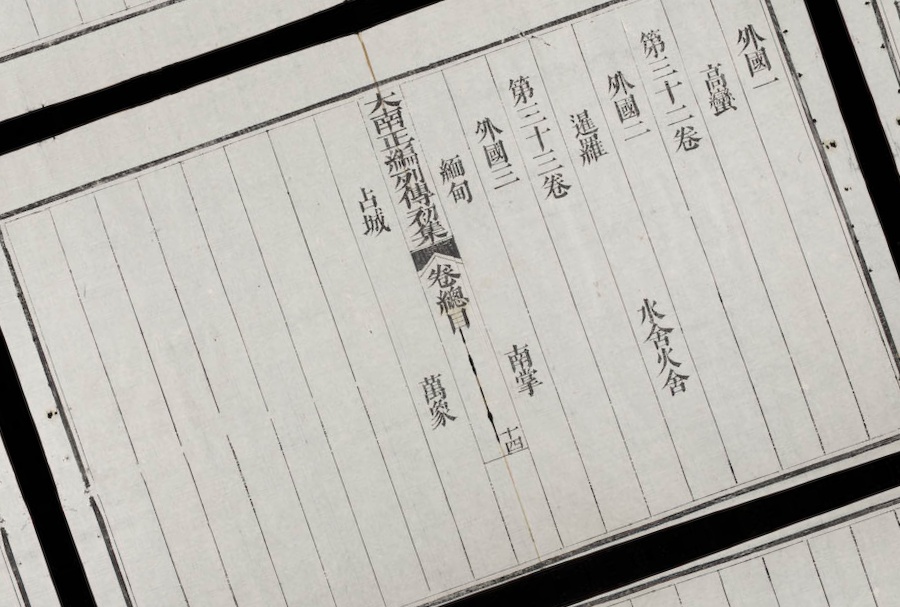 外國一
高蠻
第三十二卷
外國二
暹羅 水舍火舍
第三十三卷
外國三
緬甸 南掌
大南正編列傳初集 卷總目 十四
占城 萬象